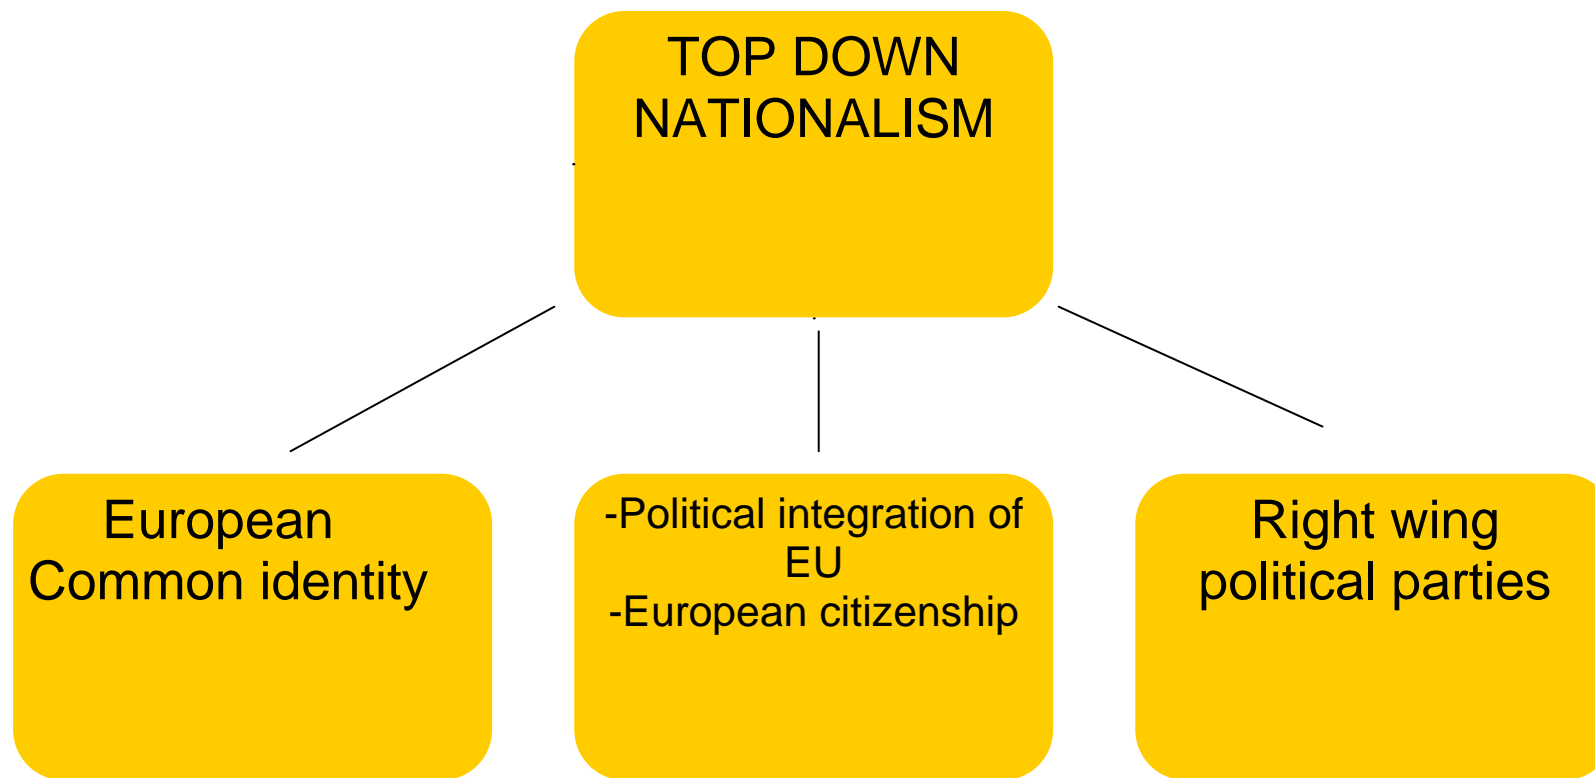 TOP DOWN
NATIONALISM
European
Common identity
-Political integration of
EU
-European citizenship
Right wing
political parties